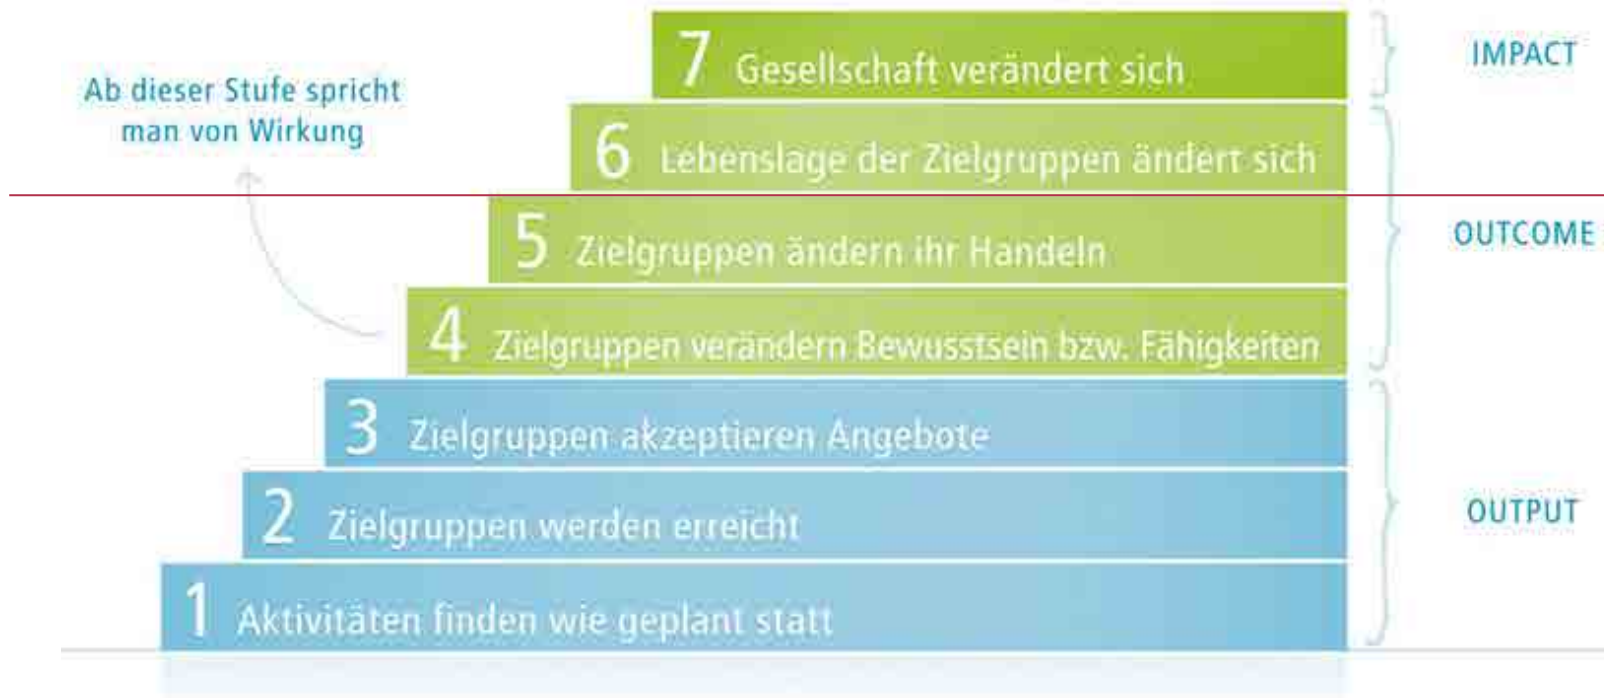 7 Gesellschaft verändert sich
IMPACT
Ab dieser Stufe spricht
man von Wirkung
6 Lebenslage der Zielgruppen ändert sich
5 Zielgruppen ändern ihr Handeln
OUTCOME
4 Zielgruppen verändern Bewusstsein bzw. Fähigkeiten
3 Zielgruppen akzeptieren Angebote
2 Zielgruppen werden erreicht
OUTPUT
1 Aktivitäten finden wie geplant statt